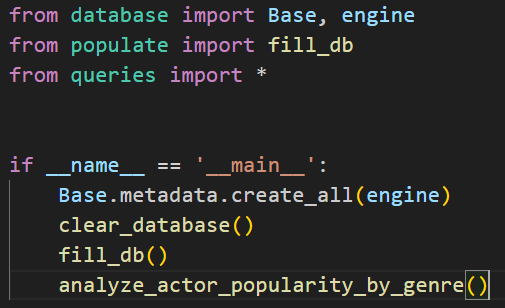 from database import Base, engine
from populate import fill_db
from queries import *
if __name__ == '__main__':
    Base.metadata.create_all(engine)
    clear_database()
    fill_db()
    analyze_actor_popularity_by_genre()